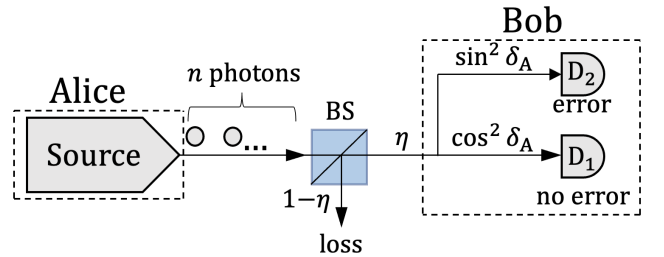 Bob
Alice
n photons
sin² δ_A
D₂
error
BS
Source
...
η
cos² δ_A
D₁
no error
1−η
loss